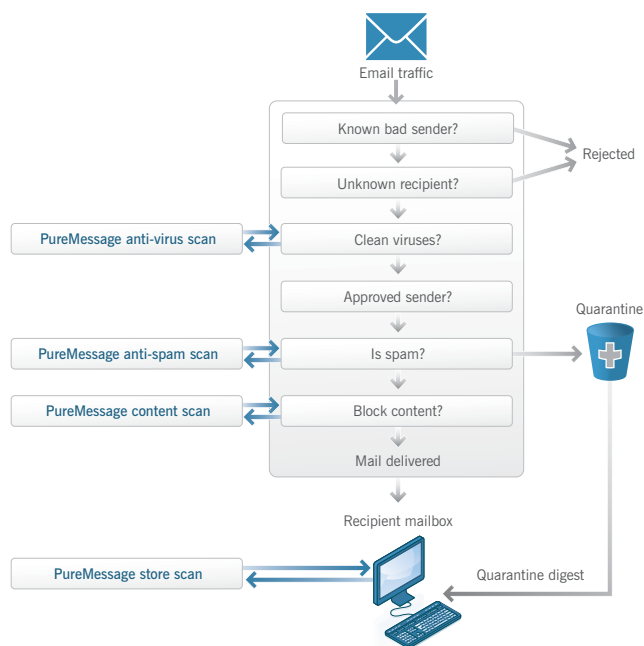 Email traffic
Known bad sender?
Rejected
Unknown recipient?
PureMessage anti-virus scan
Clean viruses?
Approved sender?
Quarantine
PureMessage anti-spam scan
Is spam?
PureMessage content scan
Block content?
Mail delivered
Recipient mailbox
PureMessage store scan
Quarantine digest